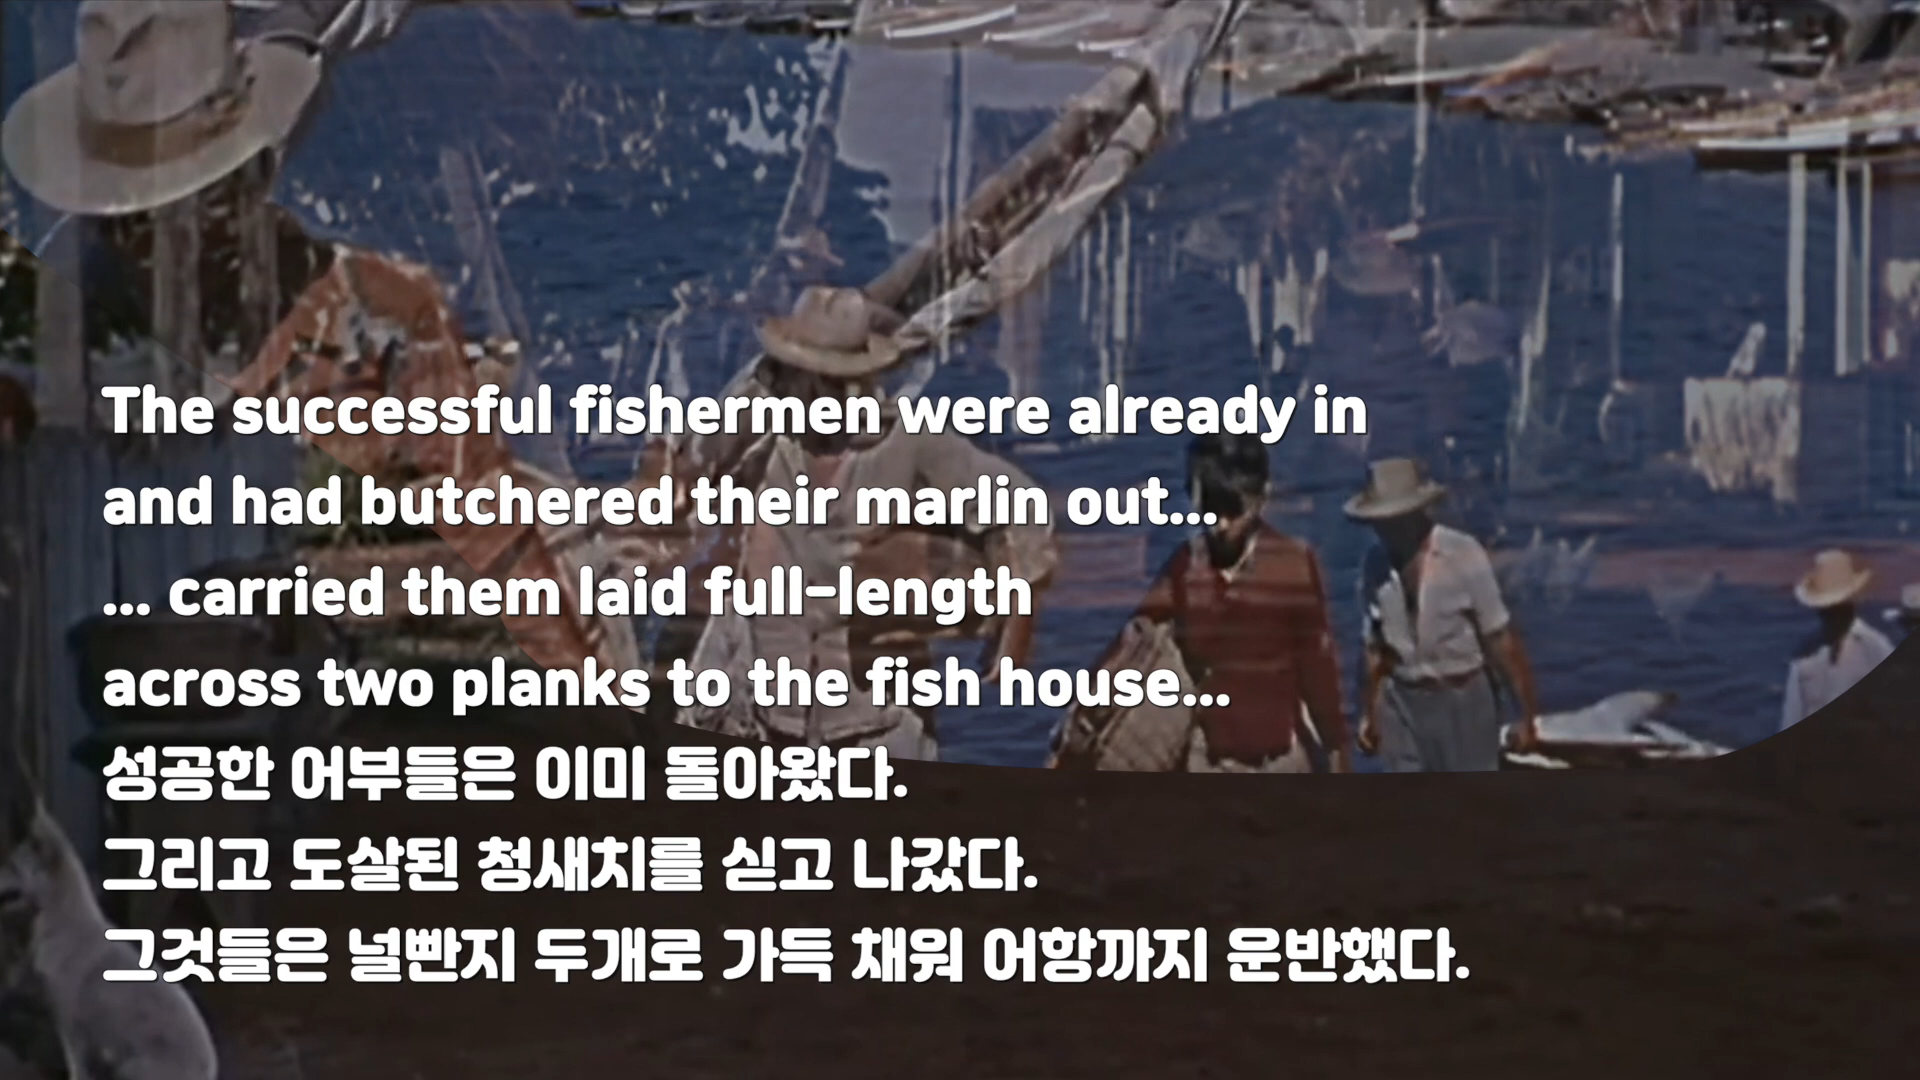 The successful fishermen were already in
and had butchered their marlin out...
... carried them laid full-length
across two planks to the fish house...
성공한 어부들은 이미 돌아왔다.
그리고 도살된 청새치를 싣고 나갔다.
그것들은 널빤지 두개로 가득 채워 어항까지 운반했다.